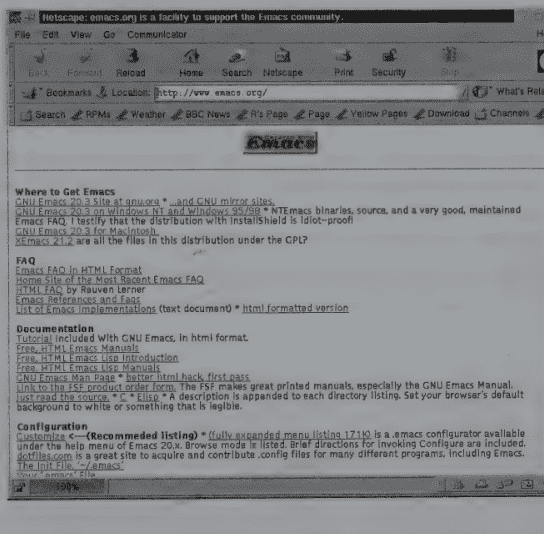 Netscape: emacs.org is a facility to support the Emacs community.
File Edit View Go Communicator
Back Forward Reload Home Search Netscape Print Security Stop
Bookmarks Location: http://www.emacs.org/ What's Rela
Search RPMs Weather BBC News R's Page Page Yellow Pages Download Channels
Emacs
Where to Get Emacs
GNU Emacs 20.3 Site at gnu.org * ...and GNU mirror sites.
GNU Emacs 20.3 on Windows NT and Windows 95/98 * NTEmacs binaries, source, and a very good, maintained
Emacs FAQ. I testify that the distribution with InstallShield is idiot-proof!
GNU Emacs 20.3 for Macintosh.
XEmacs 21.2 are all the files in this distribution under the GPL?
FAQ
Emacs FAQ in HTML Format
Home Site of the Most Recent Emacs FAQ
HTML FAQ by Reuven Lerner
Emacs References and Faqs
List of Emacs Implementations (text document) * html formatted version
Documentation
Tutorial Included With GNU Emacs, in html format.
Free, HTML Emacs Manuals
Free, HTML Emacs Lisp Introduction
Free, HTML Emacs Lisp Manuals
GNU Emacs Man Page * better html hack, first pass
Link to the FSF product order form. The FSF makes great printed manuals, especially the GNU Emacs Manual.
Just read the source. * C * Elisp * A description is appended to each directory listing. Set your browser's default
background to white or something that is legible.
Configuration
Customize <--(Recommeded listing) * (fully expanded menu listing 171K) is a .emacs configurator available
under the help menu of Emacs 20.x. Browse mode is listed. Brief directions for invoking Configure are included.
dotfiles.com is a great site to acquire and contribute .config files for many different programs, including Emacs.
The Init File, '~/.emacs'
Your '.emacs' File
100%